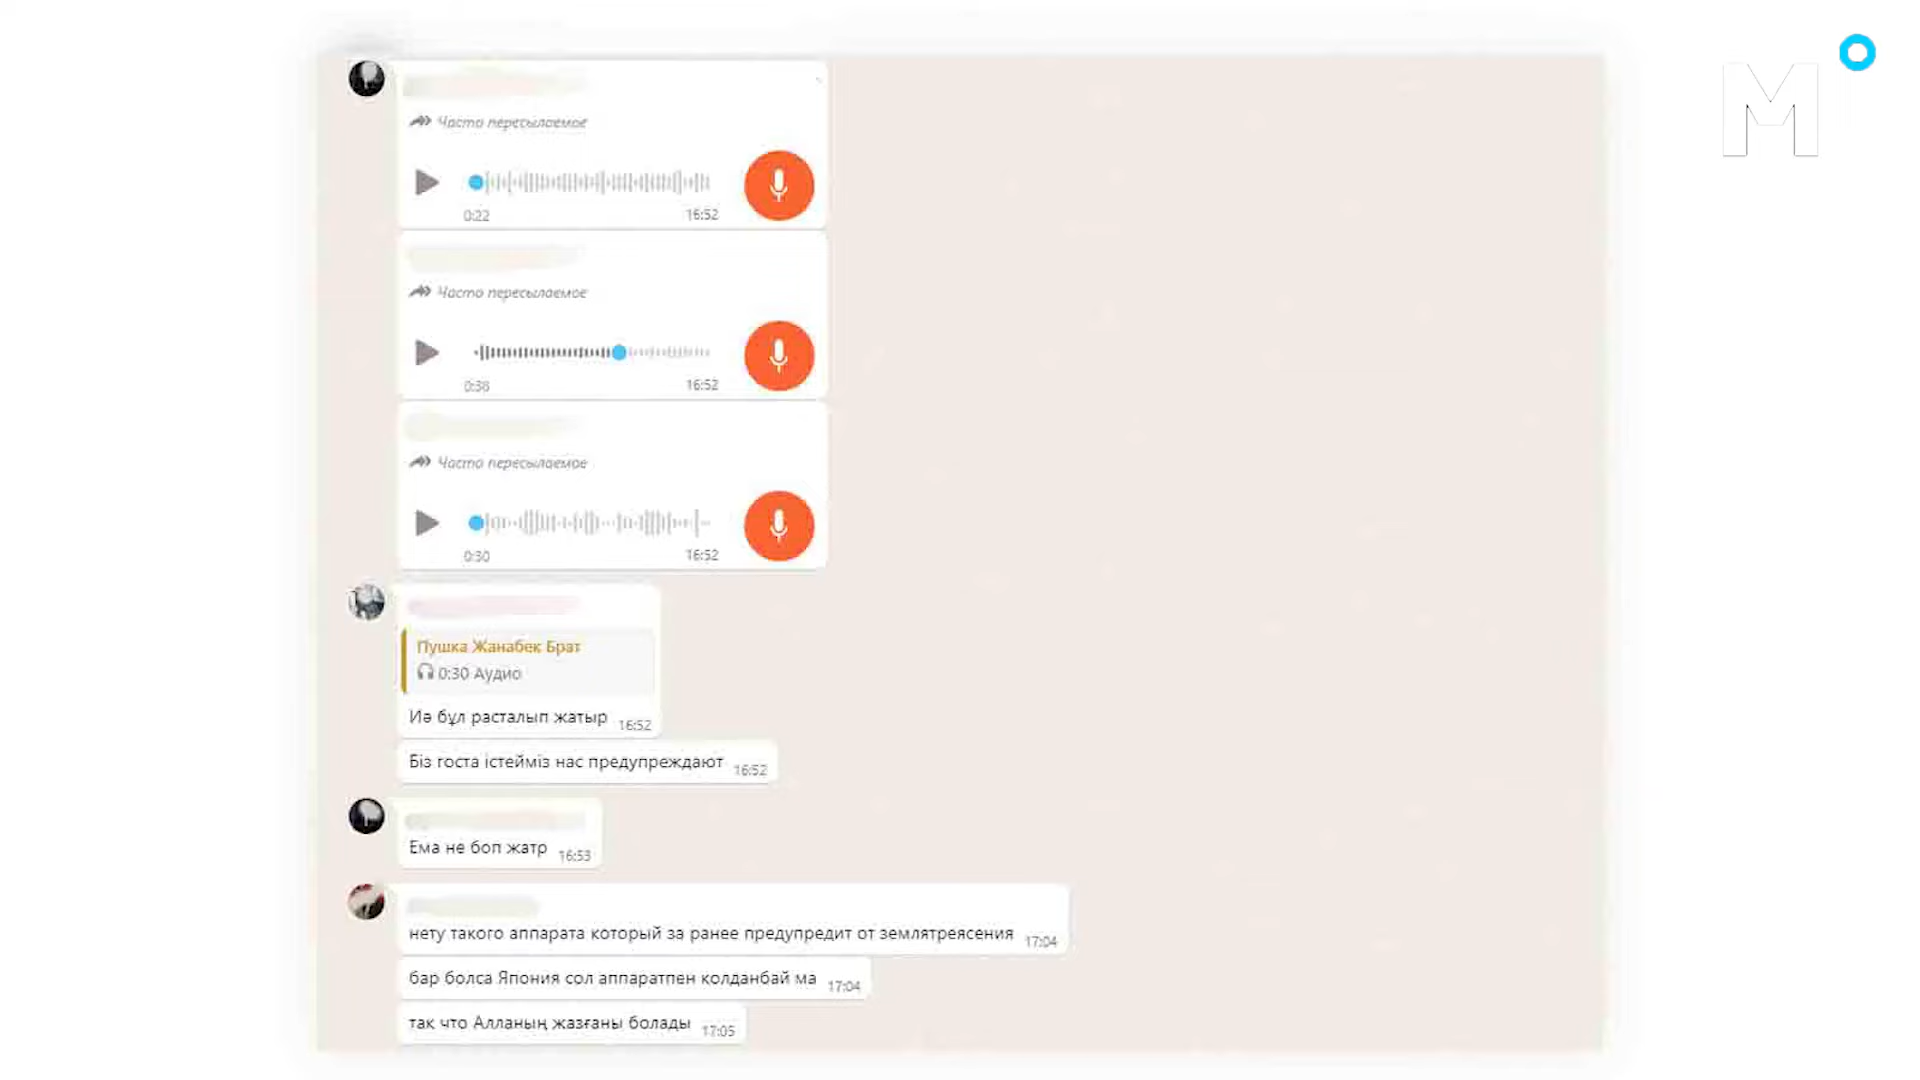 M
Часто пересылаемое
0:22 16:52
Часто пересылаемое
0:38 16:52
Часто пересылаемое
0:30 16:52
Пушка Жанабек Брат
0:30 Аудио
Иә бұл расталып жатыр 16:52
Біз госта істейміз нас предупреждают 16:52
Ема не боп жатр 16:53
нету такого аппарата который за ранее предупредит от землятреясения 17:04
бар болса Япония сол аппаратпен колданбай ма 17:04
так что Алланың жазғаны болады 17:05